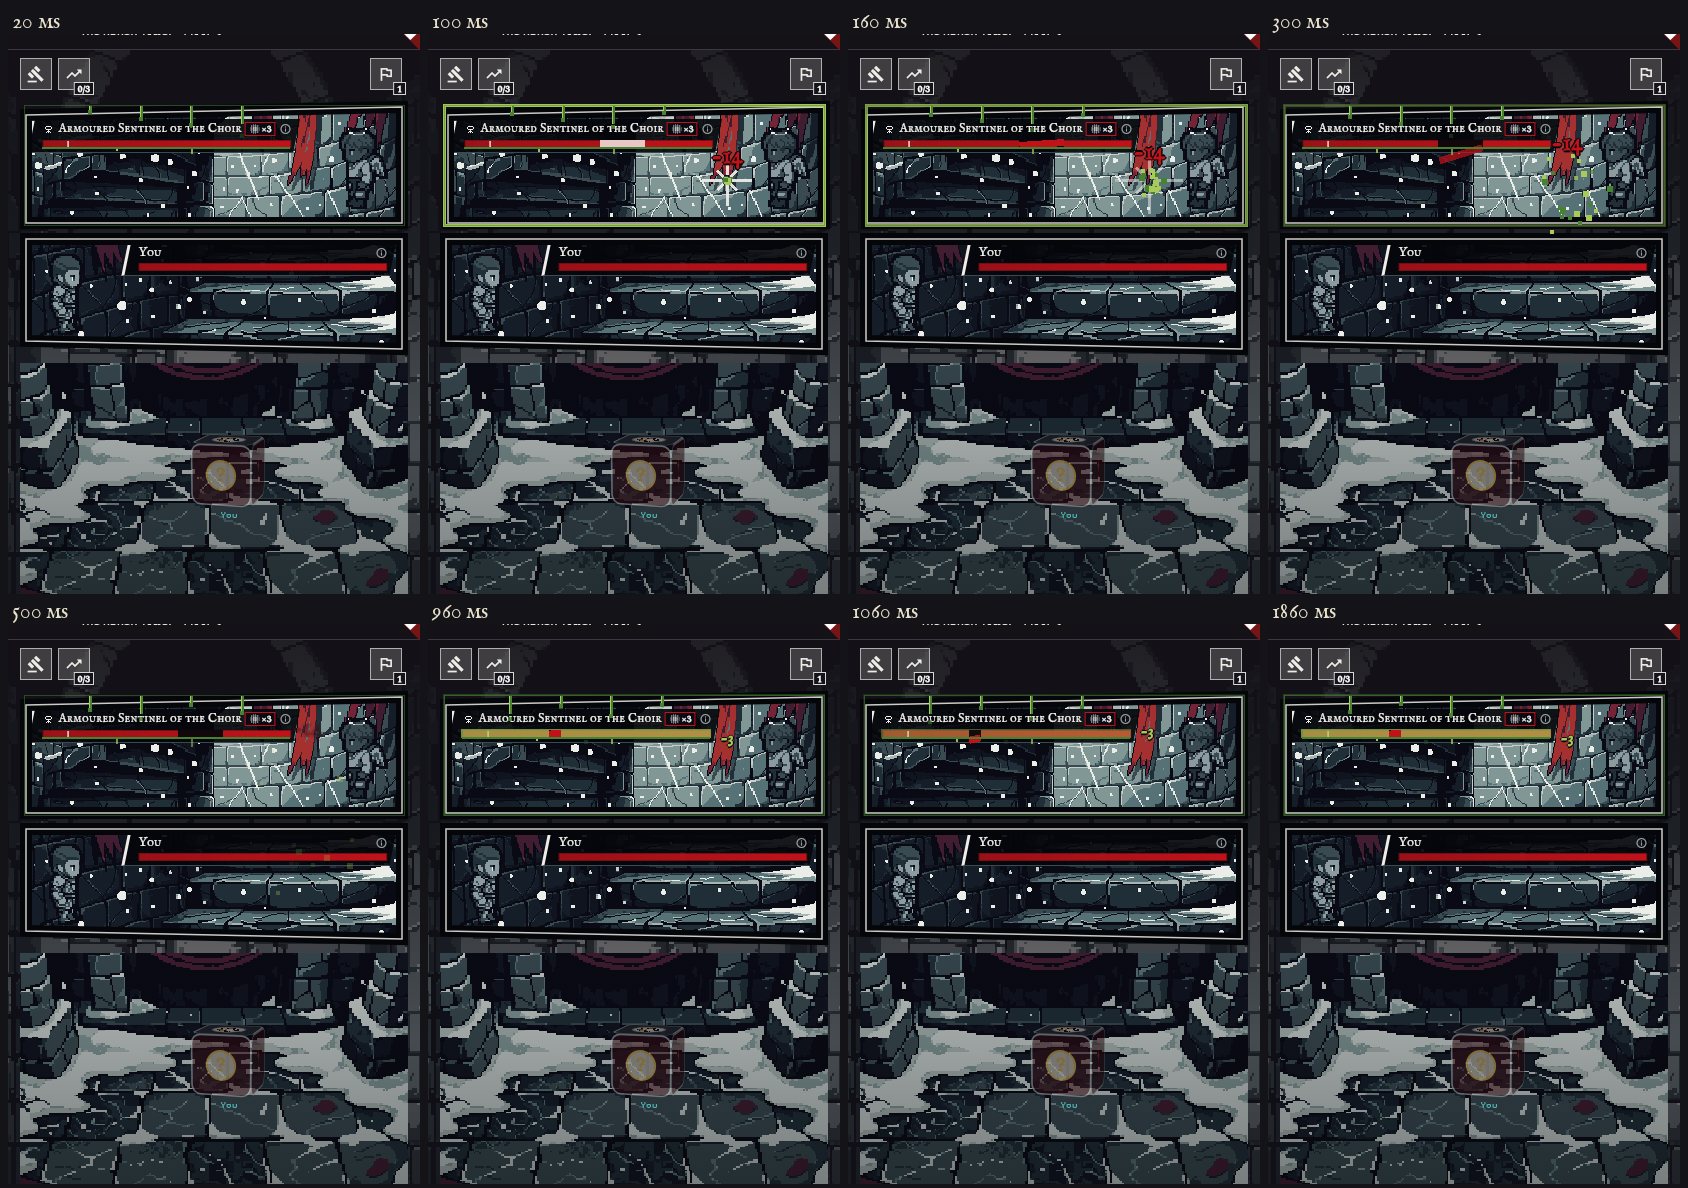 20 MS
0/3
1
Armoured Sentinel of the Choir ×3
You
You
100 MS
0/3
1
Armoured Sentinel of the Choir ×3
-14
You
You
160 MS
0/3
1
Armoured Sentinel of the Choir ×3
-14
You
You
300 MS
0/3
1
Armoured Sentinel of the Choir ×3
-14
You
You
500 MS
0/3
1
Armoured Sentinel of the Choir ×3
You
You
960 MS
0/3
1
Armoured Sentinel of the Choir ×3
-3
You
You
1060 MS
0/3
1
Armoured Sentinel of the Choir ×3
-3
You
You
1860 MS
0/3
1
Armoured Sentinel of the Choir ×3
-3
You
You